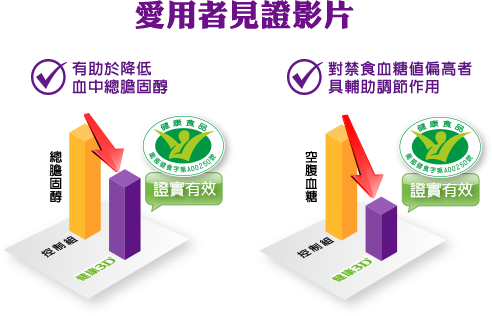 愛用者見證影片
有助於降低
血中總膽固醇
健康食品
衛部健食字第A00250號
證實有效
總膽固醇
控制組
健康3D
對禁食血糖值偏高者
具輔助調節作用
健康食品
衛部健食字第A00250號
證實有效
空腹血糖
控制組
健康3D